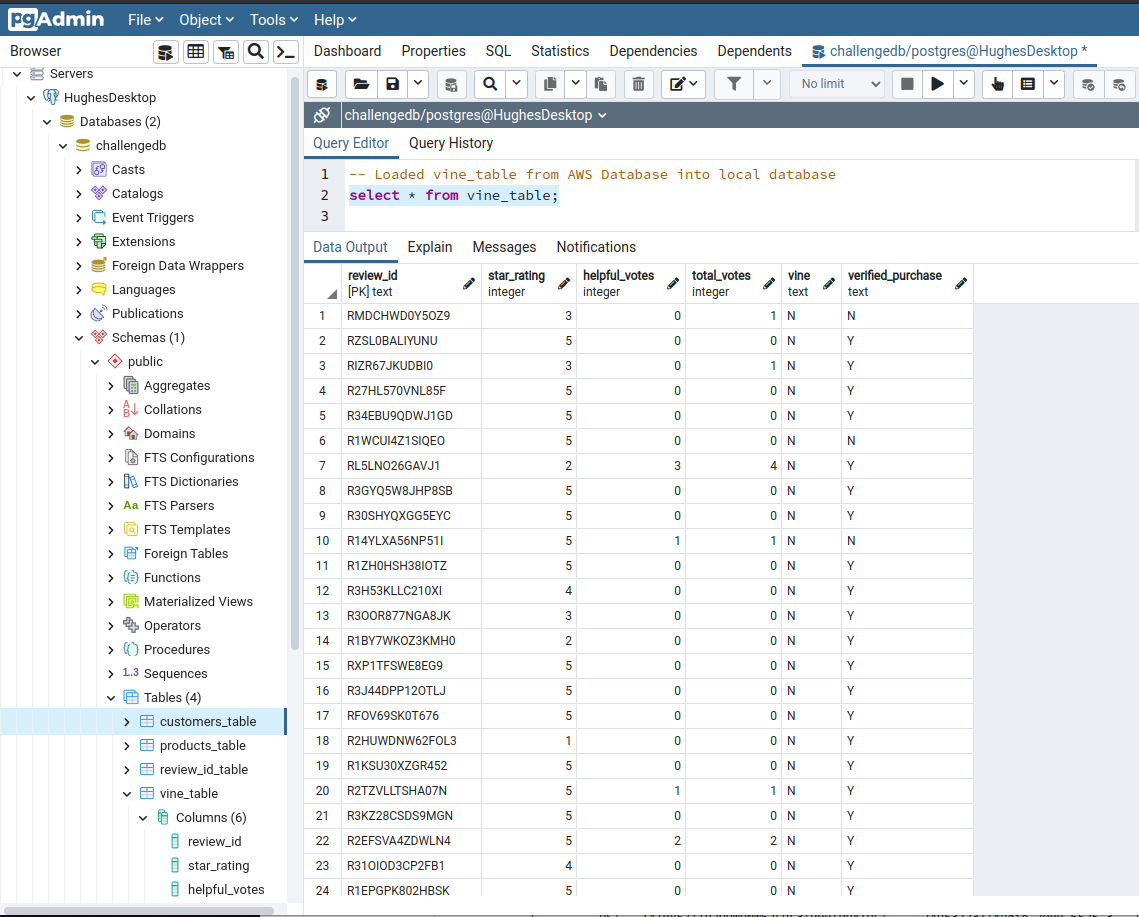 pgAdmin File Object Tools Help
Browser
Dashboard Properties SQL Statistics Dependencies Dependents challengedb/postgres@HughesDesktop *
Servers
HughesDesktop
Databases (2)
challengedb
Casts
Catalogs
Event Triggers
Extensions
Foreign Data Wrappers
Languages
Publications
Schemas (1)
public
Aggregates
Collations
Domains
FTS Configurations
FTS Dictionaries
Aa FTS Parsers
FTS Templates
Foreign Tables
Functions
Materialized Views
Operators
Procedures
1..3 Sequences
Tables (4)
customers_table
products_table
review_id_table
vine_table
Columns (6)
review_id
star_rating
helpful_votes
No limit
challengedb/postgres@HughesDesktop
Query Editor Query History
1 -- Loaded vine_table from AWS Database into local database
2 select * from vine_table;
3
Data Output Explain Messages Notifications
review_id star_rating helpful_votes total_votes vine verified_purchase
[PK] text integer integer integer text text
1 RMDCHWD0Y5OZ9 3 0 1 N N
2 RZSL0BALIYUNU 5 0 0 N Y
3 RIZR67JKUDBI0 3 0 1 N Y
4 R27HL570VNL85F 5 0 0 N Y
5 R34EBU9QDWJ1GD 5 0 0 N Y
6 R1WCUI4Z1SIQEO 5 0 0 N N
7 RL5LNO26GAVJ1 2 3 4 N Y
8 R3GYQ5W8JHP8SB 5 0 0 N Y
9 R30SHYQXGG5EYC 5 0 0 N Y
10 R14YLXA56NP51I 5 1 1 N N
11 R1ZH0HSH38IOTZ 5 0 0 N Y
12 R3H53KLLC210XI 4 0 0 N Y
13 R3OOR877NGA8JK 3 0 0 N Y
14 R1BY7WKOZ3KMH0 2 0 0 N Y
15 RXP1TFSWE8EG9 5 0 0 N Y
16 R3J44DPP12OTLJ 5 0 0 N Y
17 RFOV69SK0T676 5 0 0 N Y
18 R2HUWDNW62FOL3 1 0 0 N Y
19 R1KSU30XZGR452 5 0 0 N Y
20 R2TZVLLTSHA07N 5 1 1 N Y
21 R3KZ28CSDS9MGN 5 0 0 N Y
22 R2EFSVA4ZDWLN4 5 2 2 N Y
23 R31OIOD3CP2FB1 4 0 0 N Y
24 R1EPGPK802HBSK 5 0 0 N Y